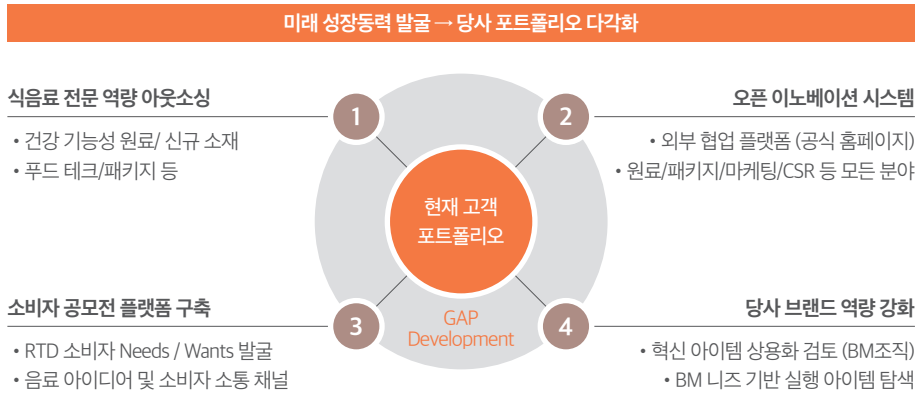 미래 성장동력 발굴 → 당사 포트폴리오 다각화
식음료 전문 역량 아웃소싱
• 건강 기능성 원료/ 신규 소재
• 푸드 테크/패키지 등
1
2
오픈 이노베이션 시스템
• 외부 협업 플랫폼 (공식 홈페이지)
• 원료/패키지/마케팅/CSR 등 모든 분야
현재 고객
포트폴리오
소비자 공모전 플랫폼 구축
• RTD 소비자 Needs / Wants 발굴
• 음료 아이디어 및 소비자 소통 채널
3
GAP
Development
4
당사 브랜드 역량 강화
• 혁신 아이템 상용화 검토 (BM조직)
• BM 니즈 기반 실행 아이템 탐색